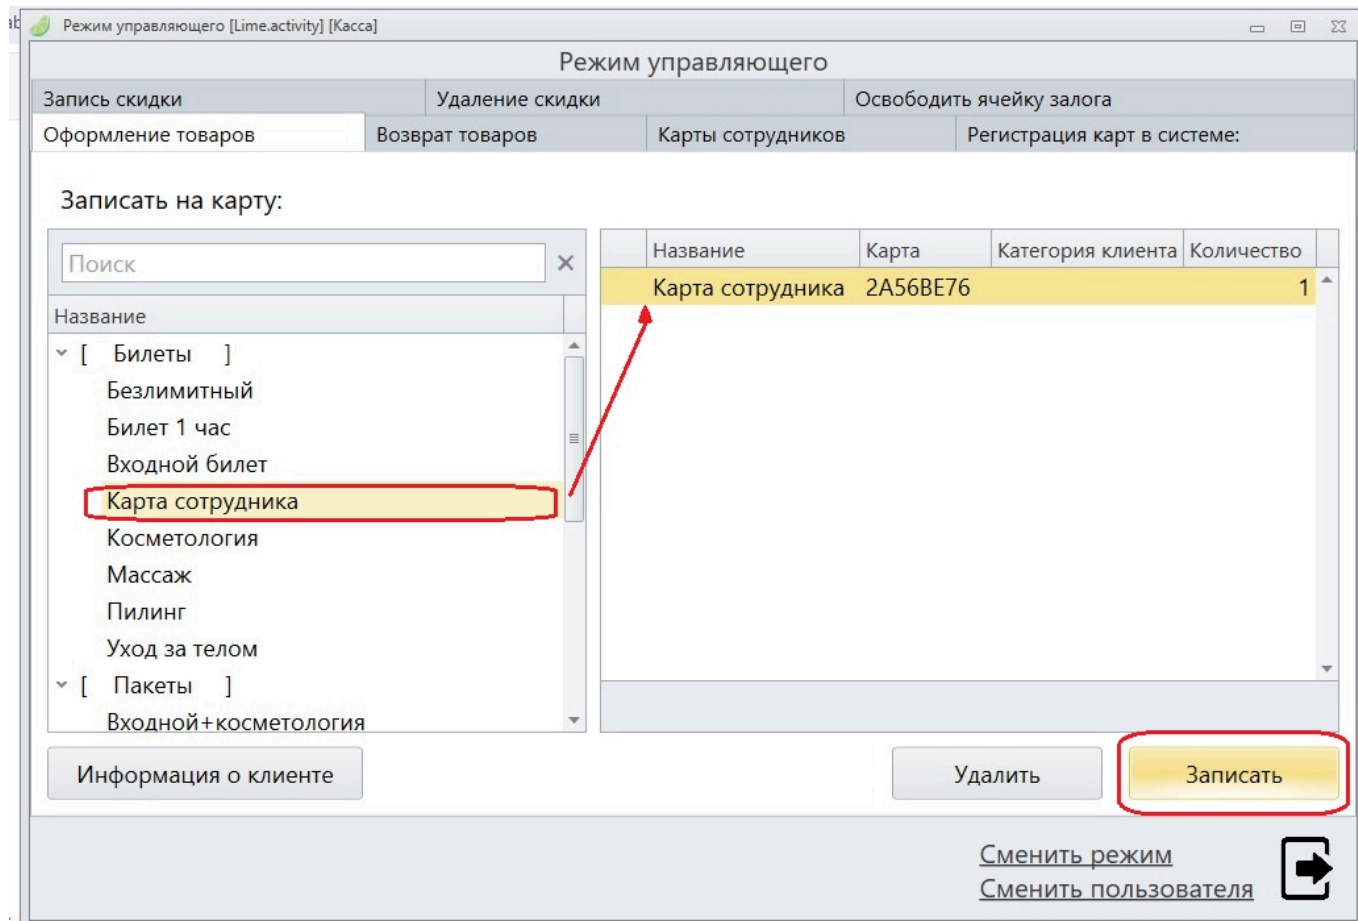 Режим управляющего [Lime.activity] [Касса]
Режим управляющего
Запись скидки Удаление скидки Освободить ячейку залога
Оформление товаров Возврат товаров Карты сотрудников Регистрация карт в системе:
Записать на карту:
Поиск
Название
[ Билеты ]
Безлимитный
Билет 1 час
Входной билет
Карта сотрудника
Косметология
Массаж
Пилинг
Уход за телом
[ Пакеты ]
Входной+косметология
Название Карта Категория клиента Количество
Карта сотрудника 2A56BE76 1
Информация о клиенте Удалить Записать
Сменить режим
Сменить пользователя